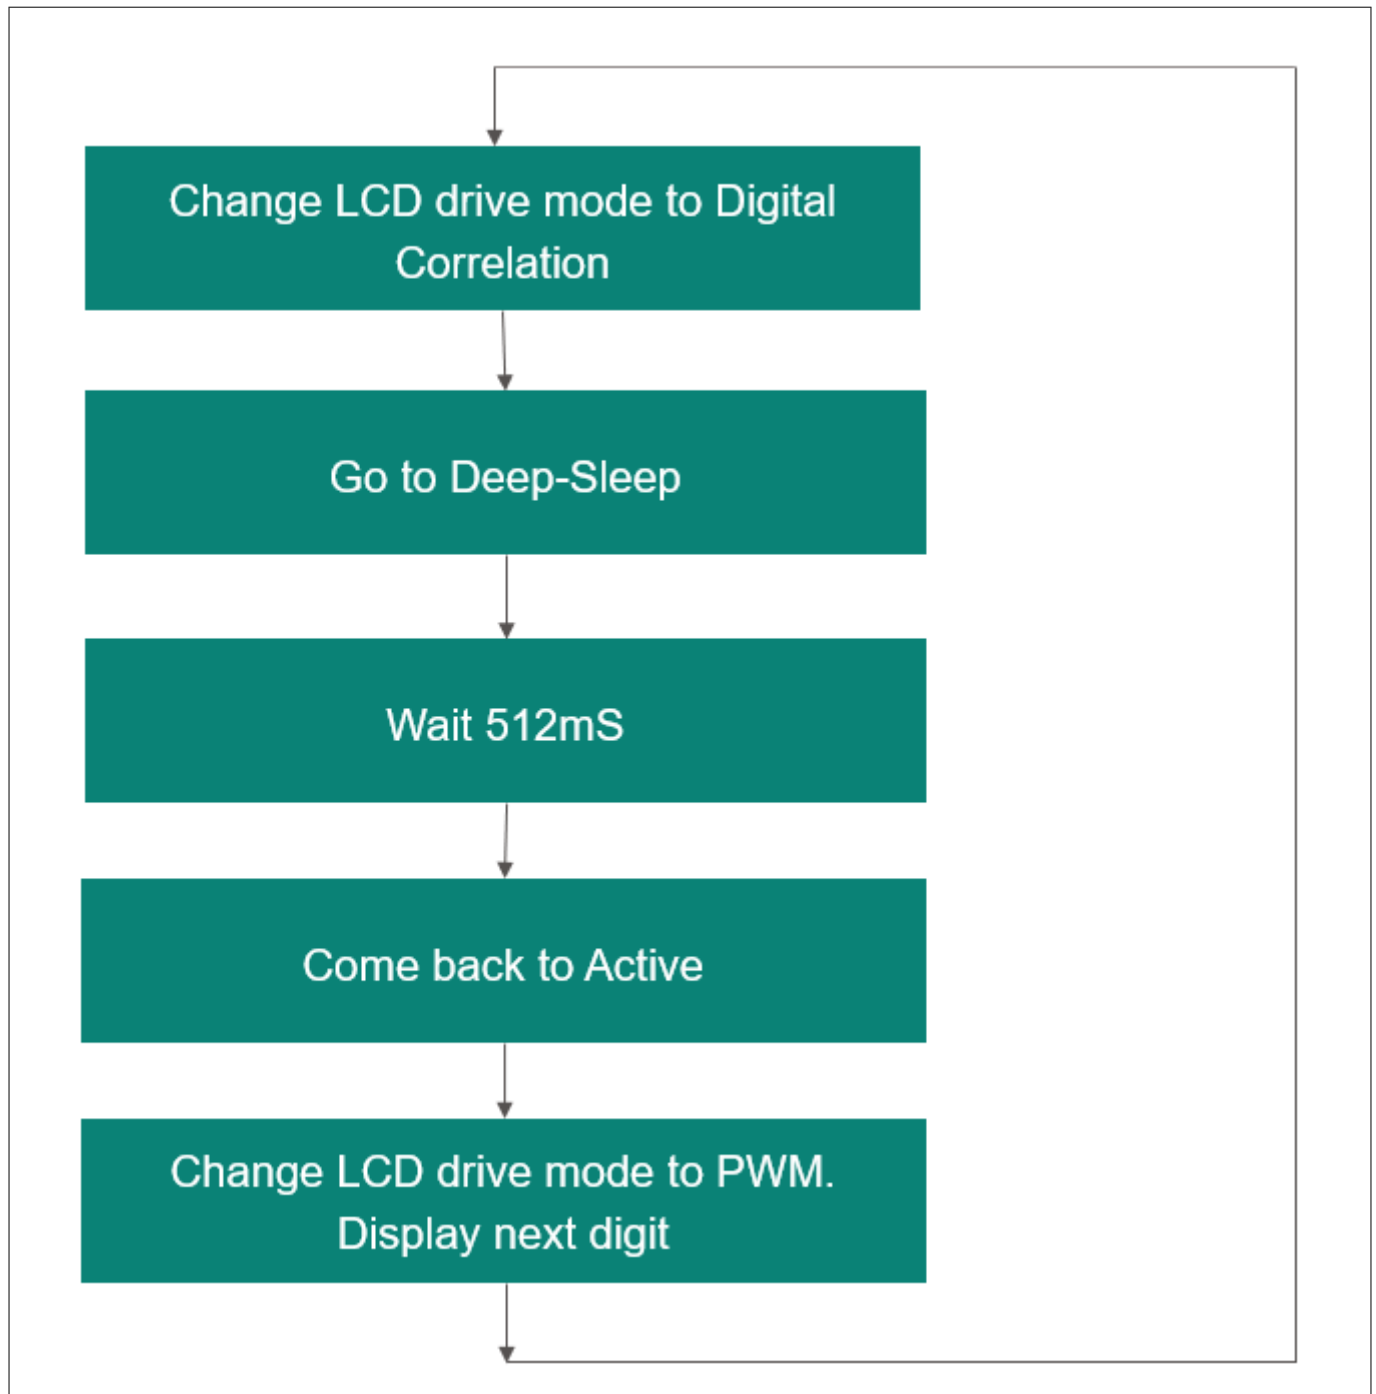 Change LCD drive mode to Digital
Correlation
Go to Deep-Sleep
Wait 512mS
Come back to Active
Change LCD drive mode to PWM.
Display next digit